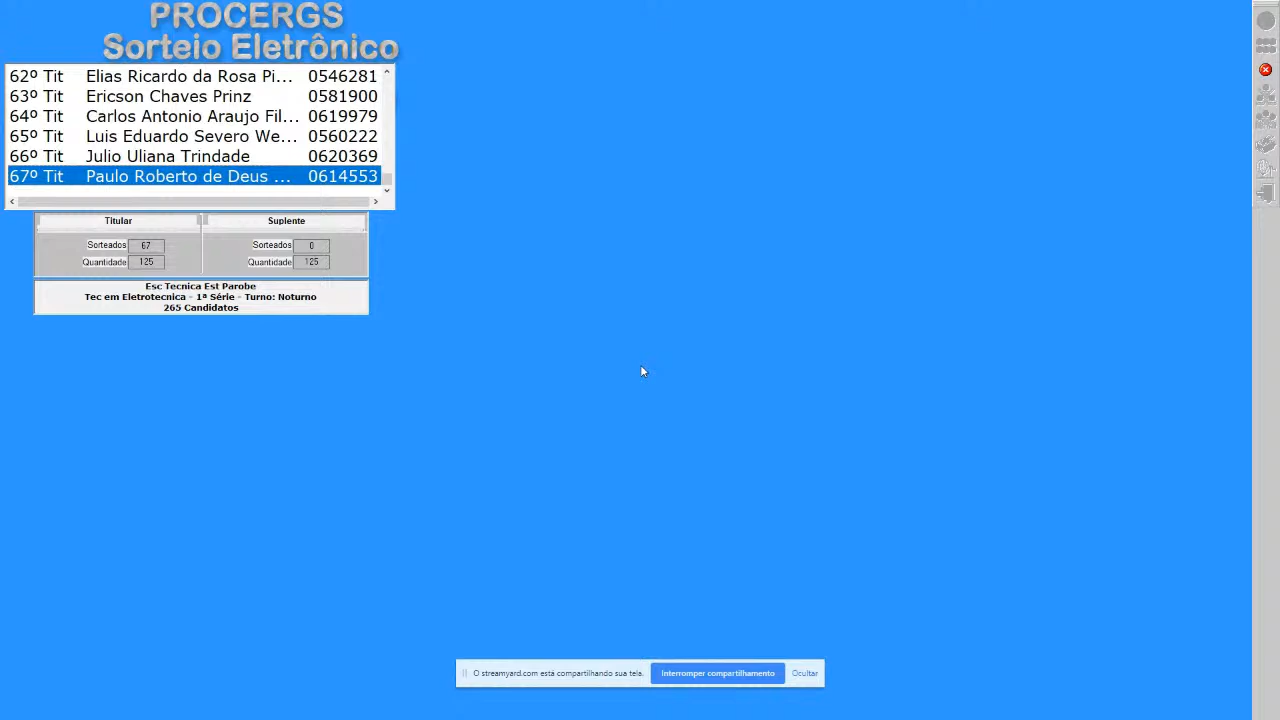 PROCERGS
Sorteio Eletrônico
62º Tit Elias Ricardo da Rosa Pi... 0546281
63º Tit Ericson Chaves Prinz 0581900
64º Tit Carlos Antonio Araujo Fil... 0619979
65º Tit Luis Eduardo Severo We... 0560222
66º Tit Julio Uliana Trindade 0620369
67º Tit Paulo Roberto de Deus ... 0614553
Titular Suplente
Sorteados 67 Sorteados 0
Quantidade 125 Quantidade 125
Esc Tecnica Est Parobe
Tec em Eletrotecnica - 1ª Série - Turno: Noturno
265 Candidatos
O streamyard.com está compartilhando sua tela. Interromper compartilhamento Ocultar